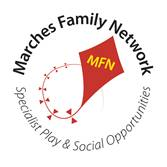 Marches Family Network
MFN
Specialist Play & Social Opportunities